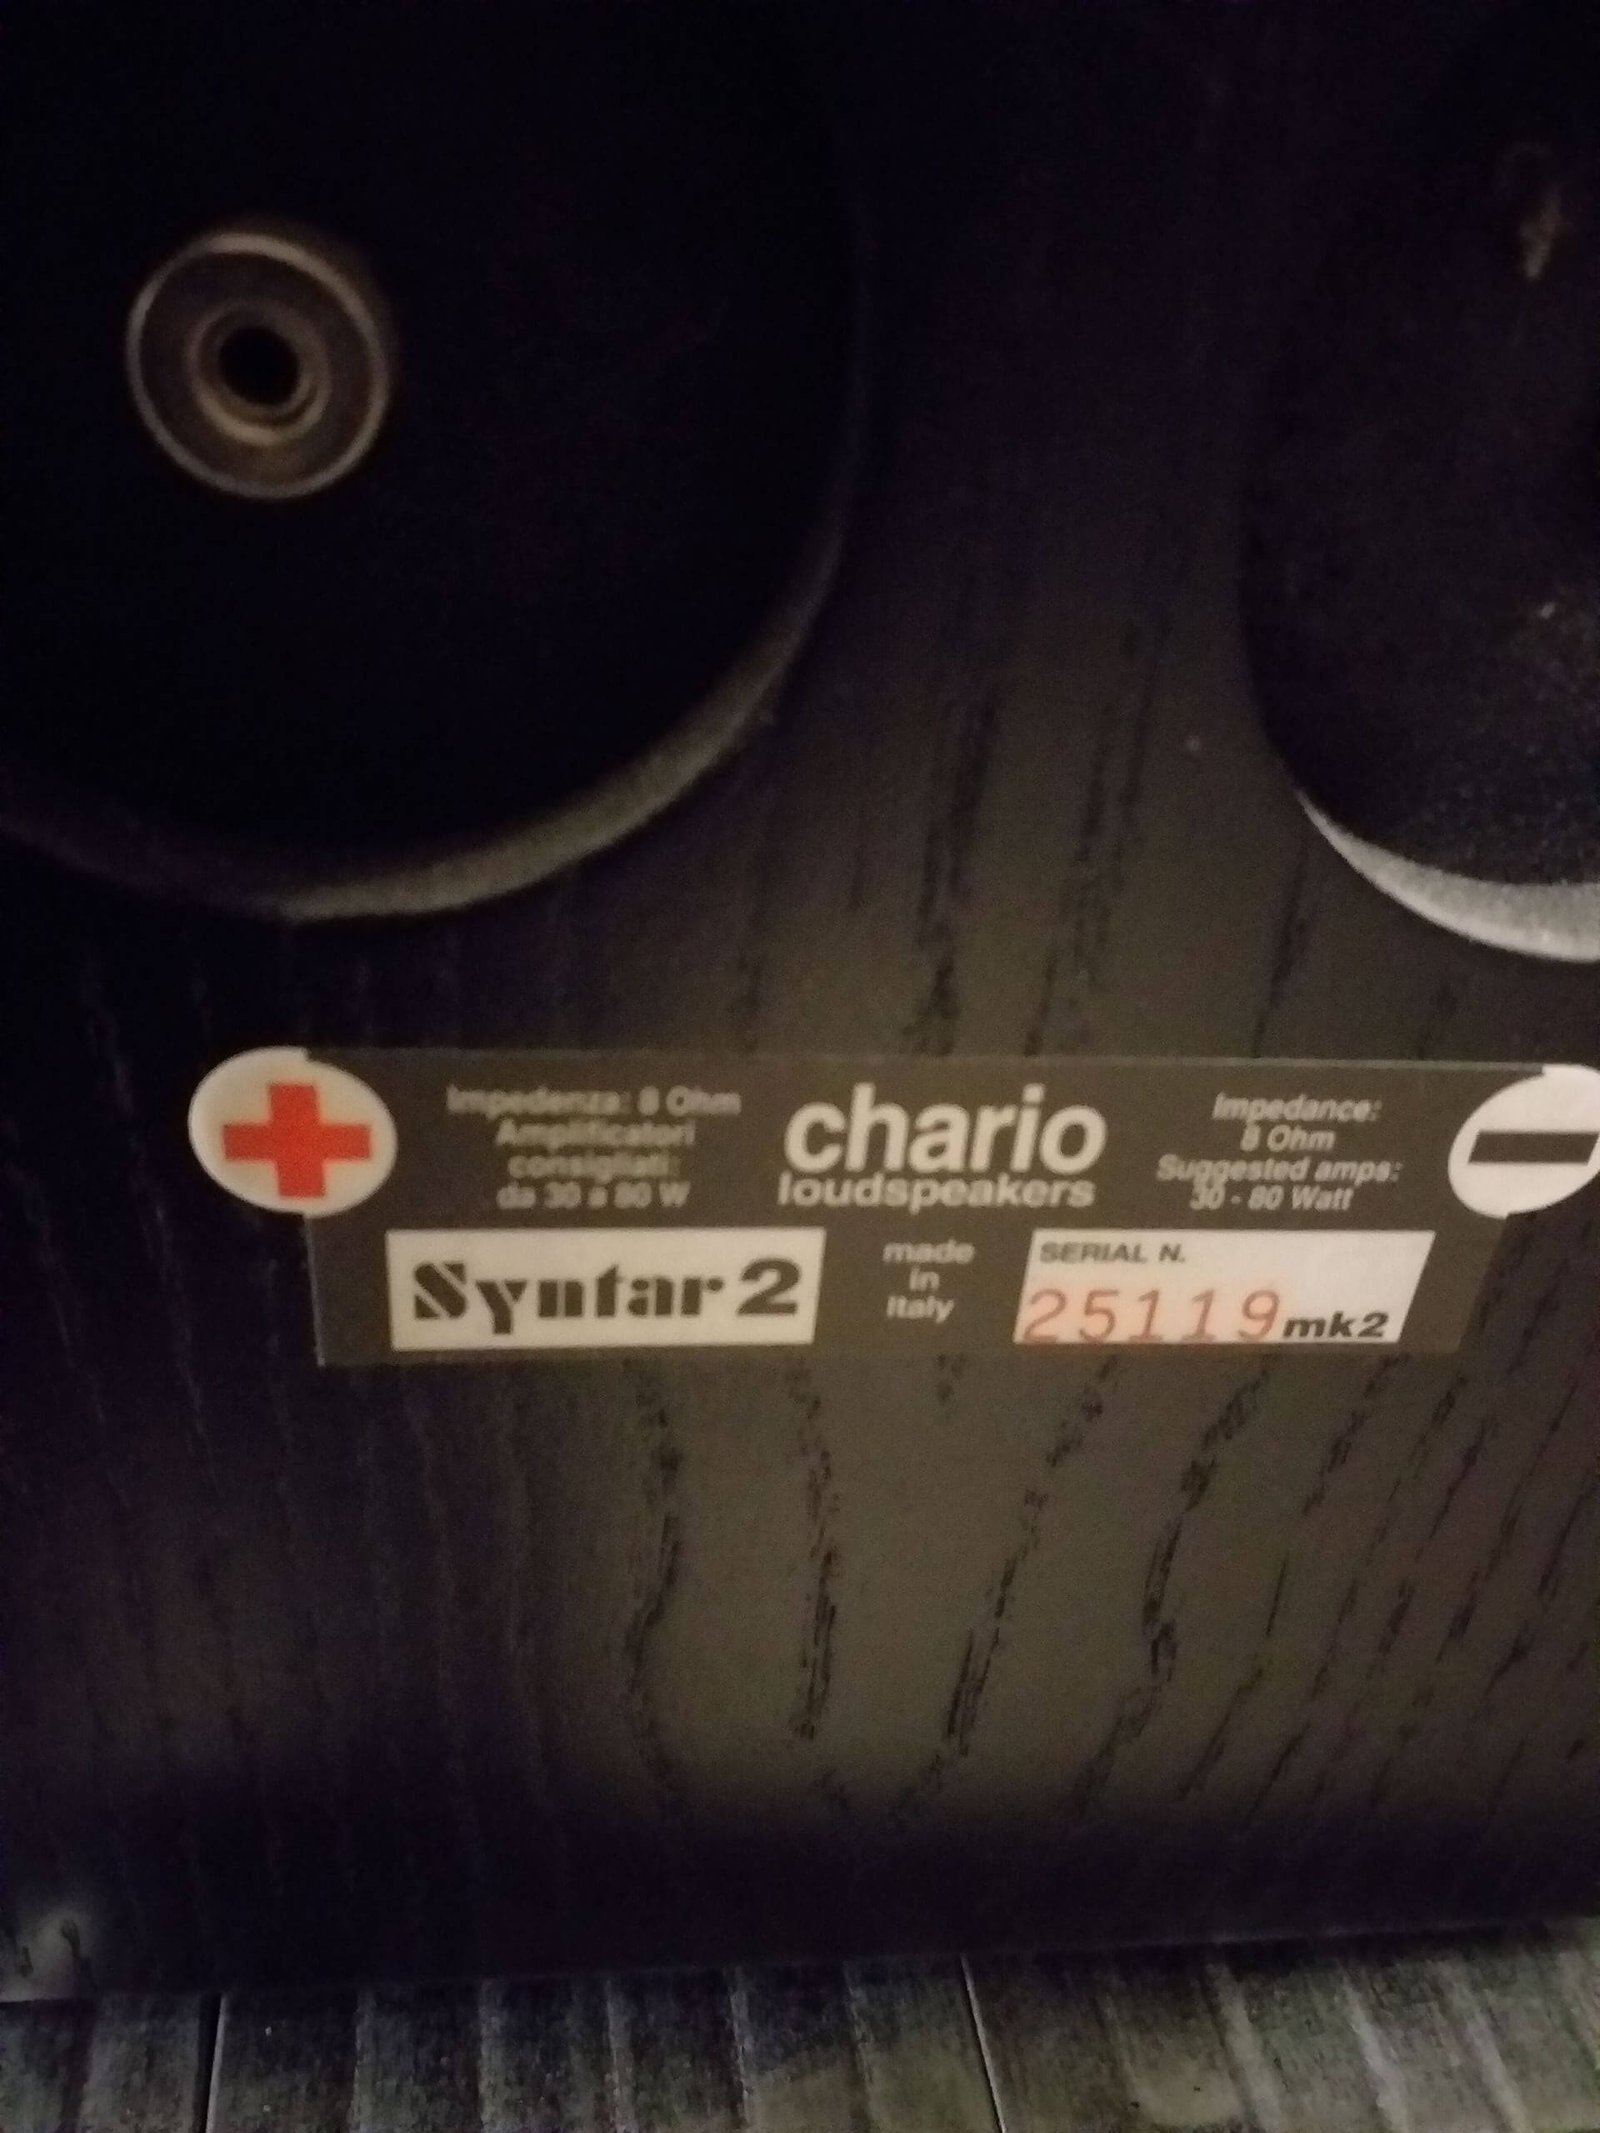 Impedenza: 8 Ohm
Amplificatori
consigliati:
da 30 a 80 W
chario
loudspeakers
Impedance:
8 Ohm
Suggested amps:
30 - 80 Watt
Syntar 2
made
in
Italy
SERIAL N.
25119 mk2